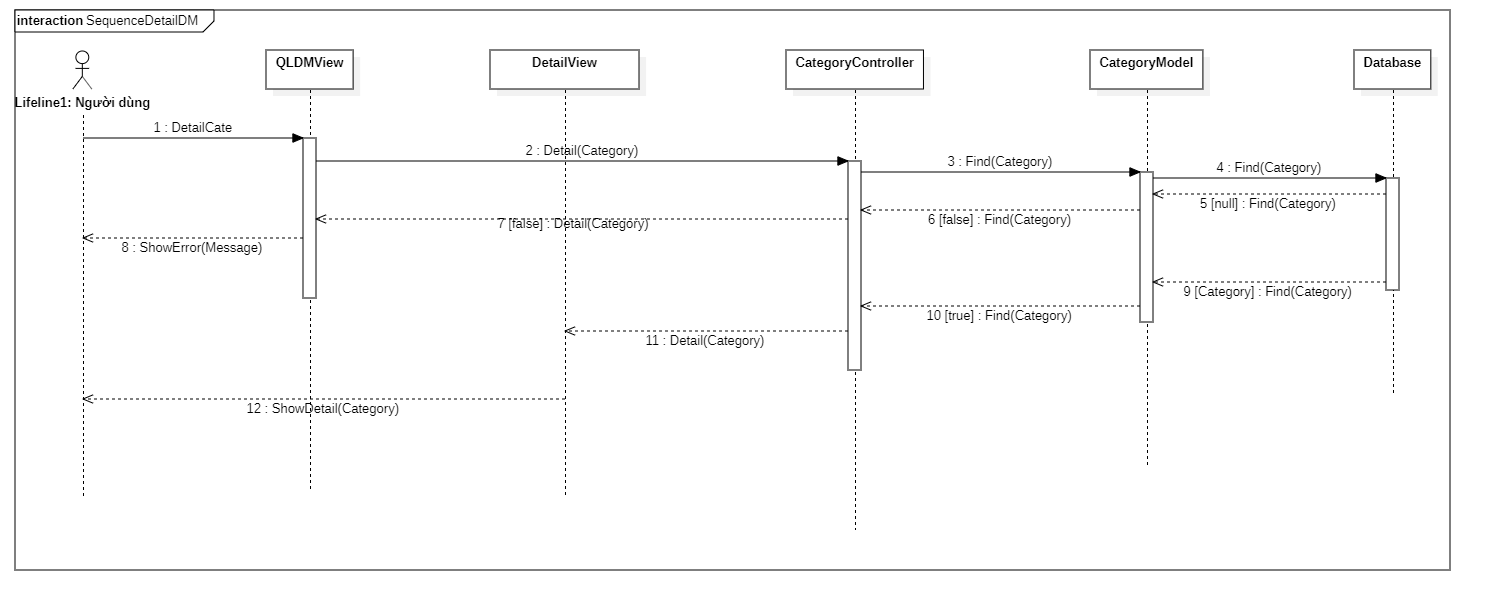 interaction SequenceDetailDM
QLDMView
DetailView
CategoryController
CategoryModel
Database
Lifeline1: Người dùng
1 : DetailCate
2 : Detail(Category)
3 : Find(Category)
4 : Find(Category)
5 [null] : Find(Category)
6 [false] : Find(Category)
7 [false] : Detail(Category)
8 : ShowError(Message)
9 [Category] : Find(Category)
10 [true] : Find(Category)
11 : Detail(Category)
12 : ShowDetail(Category)